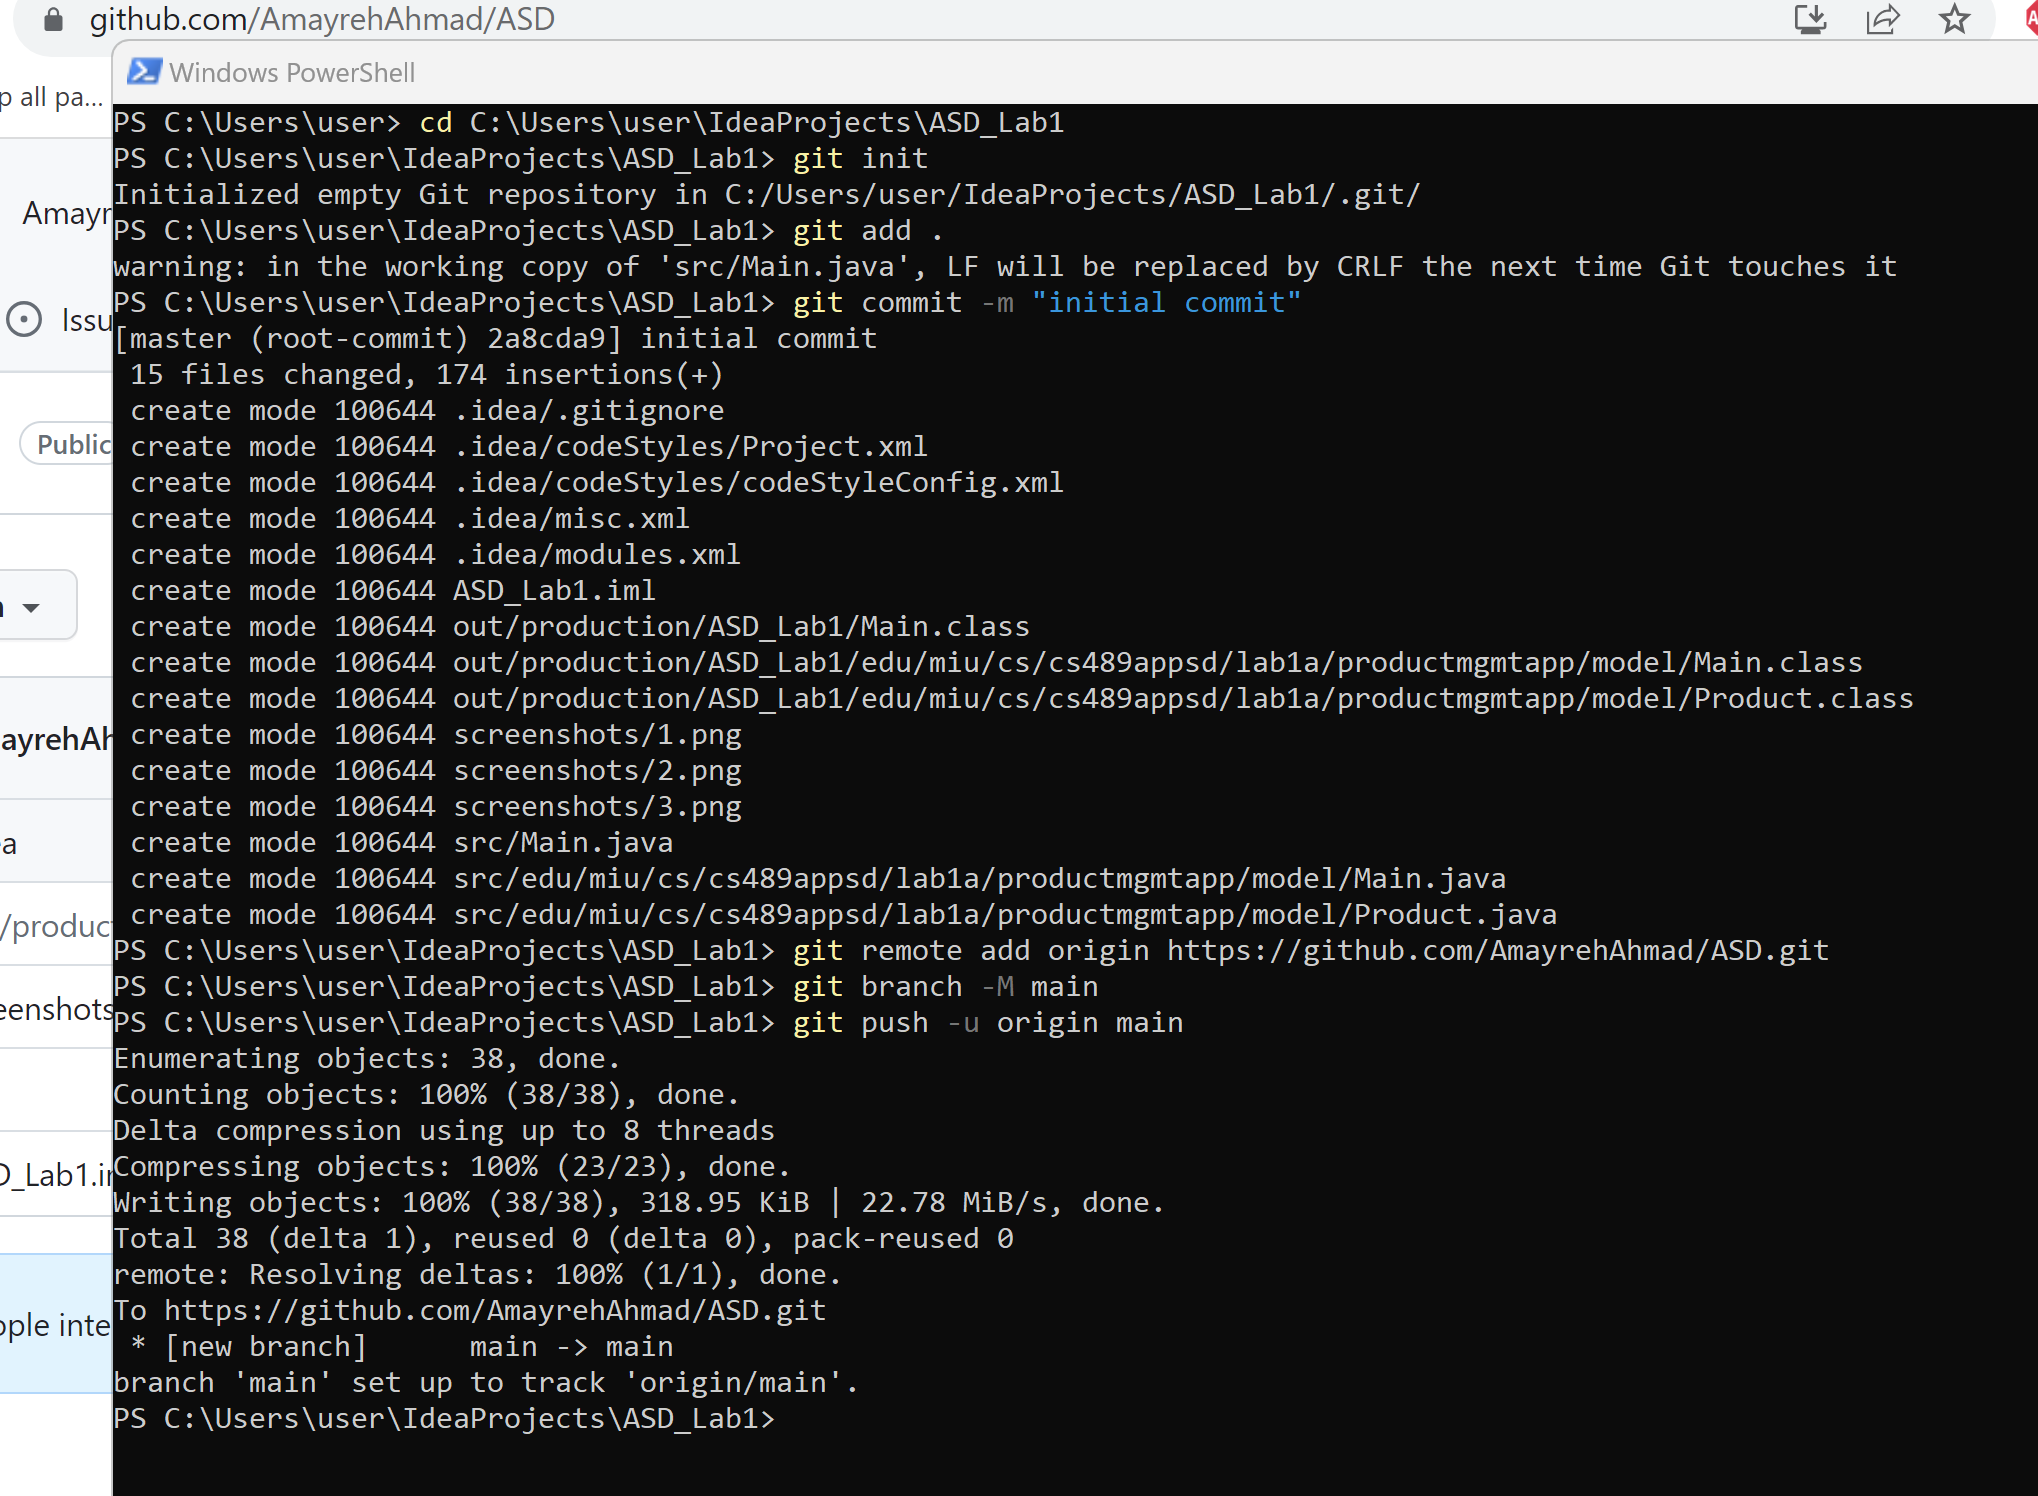 github.com/AmayrehAhmad/ASD
Windows PowerShell
p all pa...
Amayr
Issu
Public
ayrehAh
ea
/produc
eenshots
D_Lab1.i
ople inte
PS C:\Users\user> cd C:\Users\user\IdeaProjects\ASD_Lab1
PS C:\Users\user\IdeaProjects\ASD_Lab1> git init
Initialized empty Git repository in C:/Users/user/IdeaProjects/ASD_Lab1/.git/
PS C:\Users\user\IdeaProjects\ASD_Lab1> git add .
warning: in the working copy of 'src/Main.java', LF will be replaced by CRLF the next time Git touches it
PS C:\Users\user\IdeaProjects\ASD_Lab1> git commit -m "initial commit"
[master (root-commit) 2a8cda9] initial commit
 15 files changed, 174 insertions(+)
 create mode 100644 .idea/.gitignore
 create mode 100644 .idea/codeStyles/Project.xml
 create mode 100644 .idea/codeStyles/codeStyleConfig.xml
 create mode 100644 .idea/misc.xml
 create mode 100644 .idea/modules.xml
 create mode 100644 ASD_Lab1.iml
 create mode 100644 out/production/ASD_Lab1/Main.class
 create mode 100644 out/production/ASD_Lab1/edu/miu/cs/cs489appsd/lab1a/productmgmtapp/model/Main.class
 create mode 100644 out/production/ASD_Lab1/edu/miu/cs/cs489appsd/lab1a/productmgmtapp/model/Product.class
 create mode 100644 screenshots/1.png
 create mode 100644 screenshots/2.png
 create mode 100644 screenshots/3.png
 create mode 100644 src/Main.java
 create mode 100644 src/edu/miu/cs/cs489appsd/lab1a/productmgmtapp/model/Main.java
 create mode 100644 src/edu/miu/cs/cs489appsd/lab1a/productmgmtapp/model/Product.java
PS C:\Users\user\IdeaProjects\ASD_Lab1> git remote add origin https://github.com/AmayrehAhmad/ASD.git
PS C:\Users\user\IdeaProjects\ASD_Lab1> git branch -M main
PS C:\Users\user\IdeaProjects\ASD_Lab1> git push -u origin main
Enumerating objects: 38, done.
Counting objects: 100% (38/38), done.
Delta compression using up to 8 threads
Compressing objects: 100% (23/23), done.
Writing objects: 100% (38/38), 318.95 KiB | 22.78 MiB/s, done.
Total 38 (delta 1), reused 0 (delta 0), pack-reused 0
remote: Resolving deltas: 100% (1/1), done.
To https://github.com/AmayrehAhmad/ASD.git
 * [new branch]      main -> main
branch 'main' set up to track 'origin/main'.
PS C:\Users\user\IdeaProjects\ASD_Lab1>